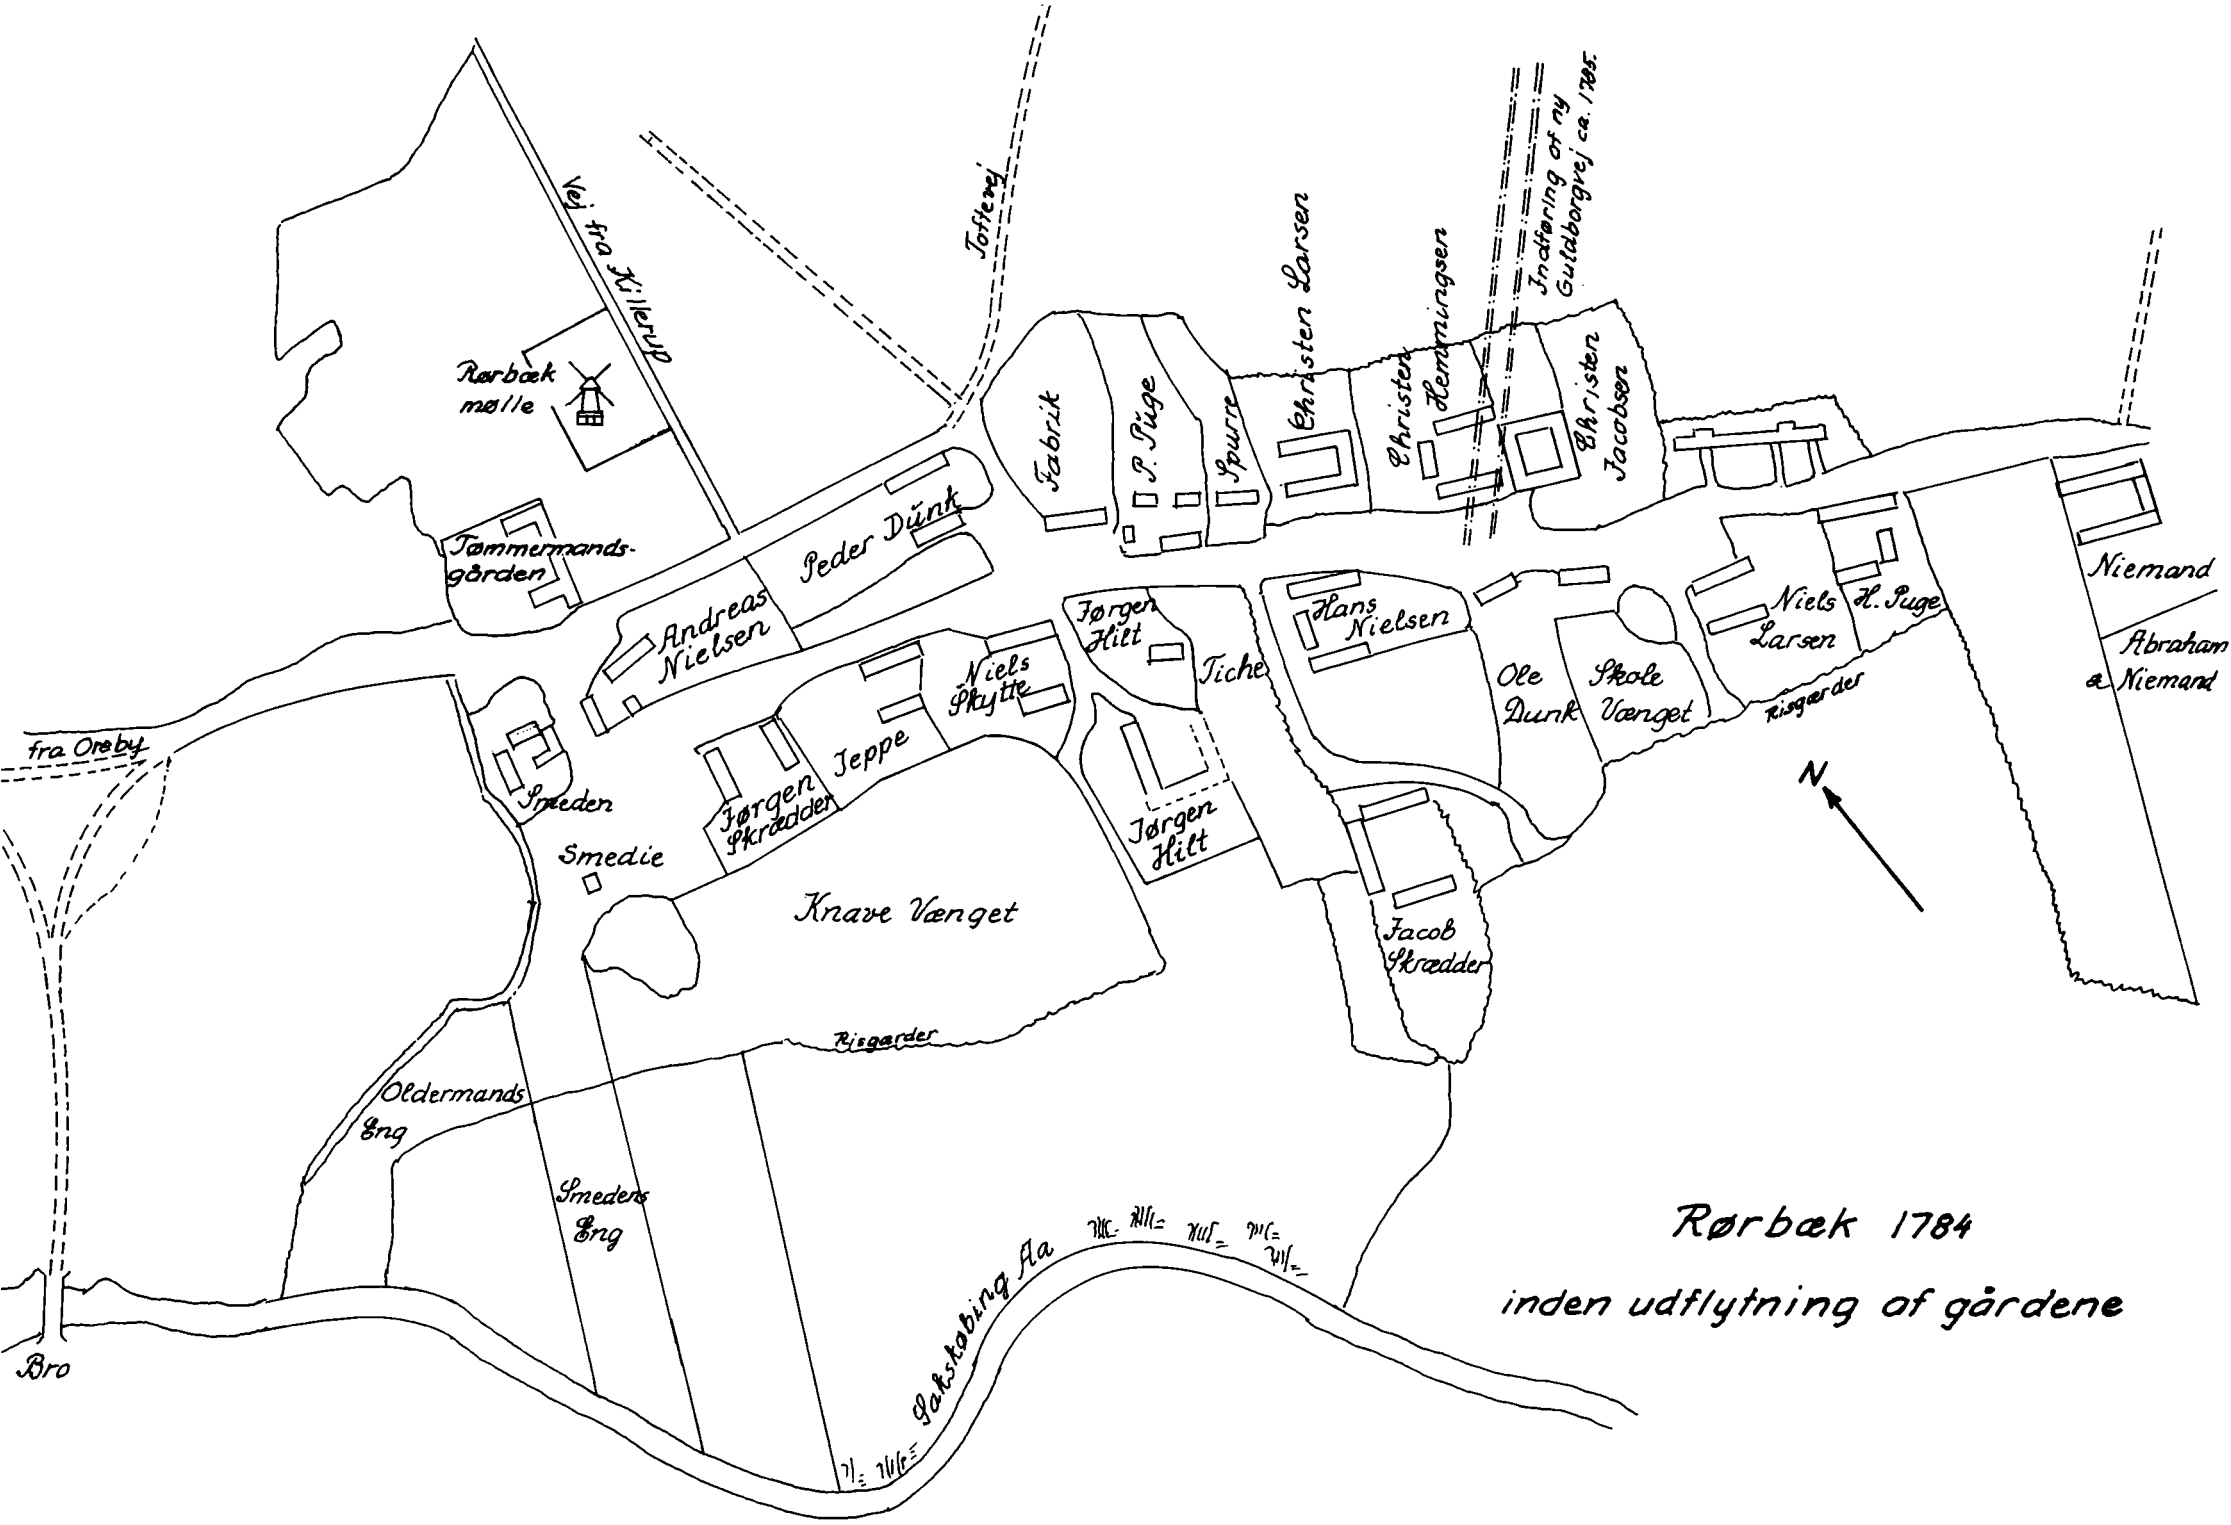 Vej fra Killerup
Toftevej
Indføring af ny
Guldborgvej ca. 1785.
Rørbæk
mølle
Tømmermands-
gården
Peder Dunk
Andreas
Nielsen
Fabrik
P. Puge
Spurre
Christen Larsen
Christen
Hemmingsen
Christen
Jacobsen
Niemand
Abraham
a Niemand
H. Puge
Niels
Larsen
Risgærder
Skole
Vænget
Ole
Dunk
Hans
Nielsen
Tiche
Jørgen
Hilt
Niels
Skytte
Jeppe
Jørgen
Skrædder
Smeden
Smedie
fra Oreby
Jørgen
Hilt
Jacob
Skrædder
Knave Vænget
Risgærder
Oldermands
Eng
Smedens
Eng
Sakskøbing Aa
Bro
N
Rørbæk 1784
inden udflytning af gårdene